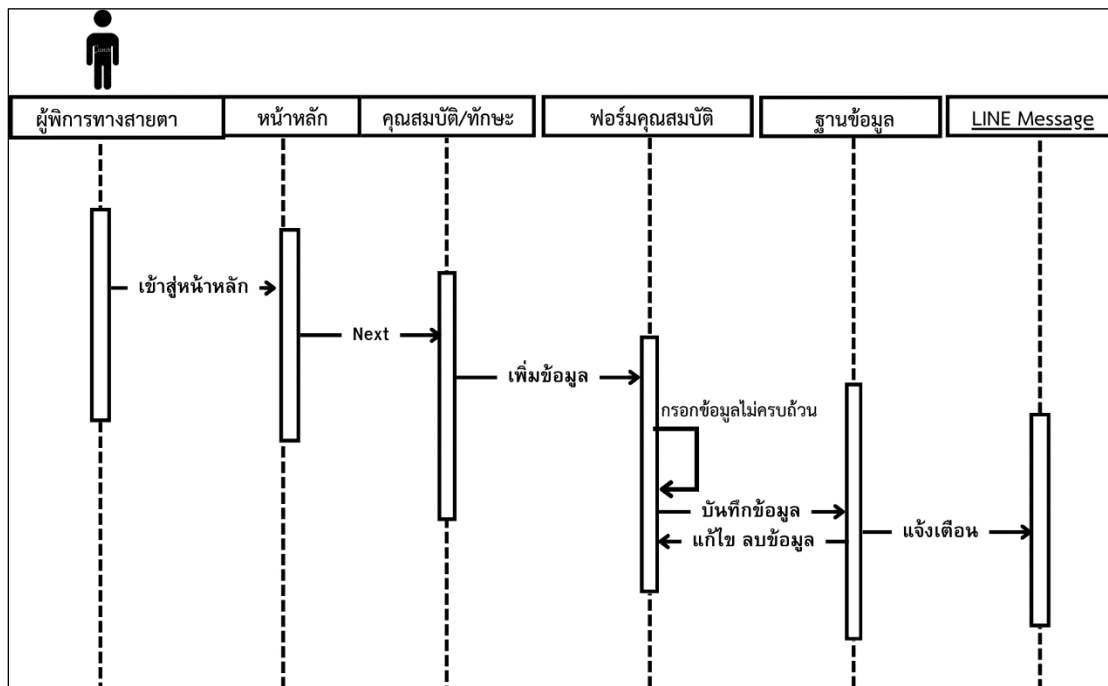 Canva
ผู้พิการทางสายตา
หน้าหลัก
คุณสมบัติ/ทักษะ
ฟอร์มคุณสมบัติ
ฐานข้อมูล
LINE Message
เข้าสู่หน้าหลัก
Next
เพิ่มข้อมูล
กรอกข้อมูลไม่ครบถ้วน
บันทึกข้อมูล
แก้ไข ลบข้อมูล
แจ้งเตือน